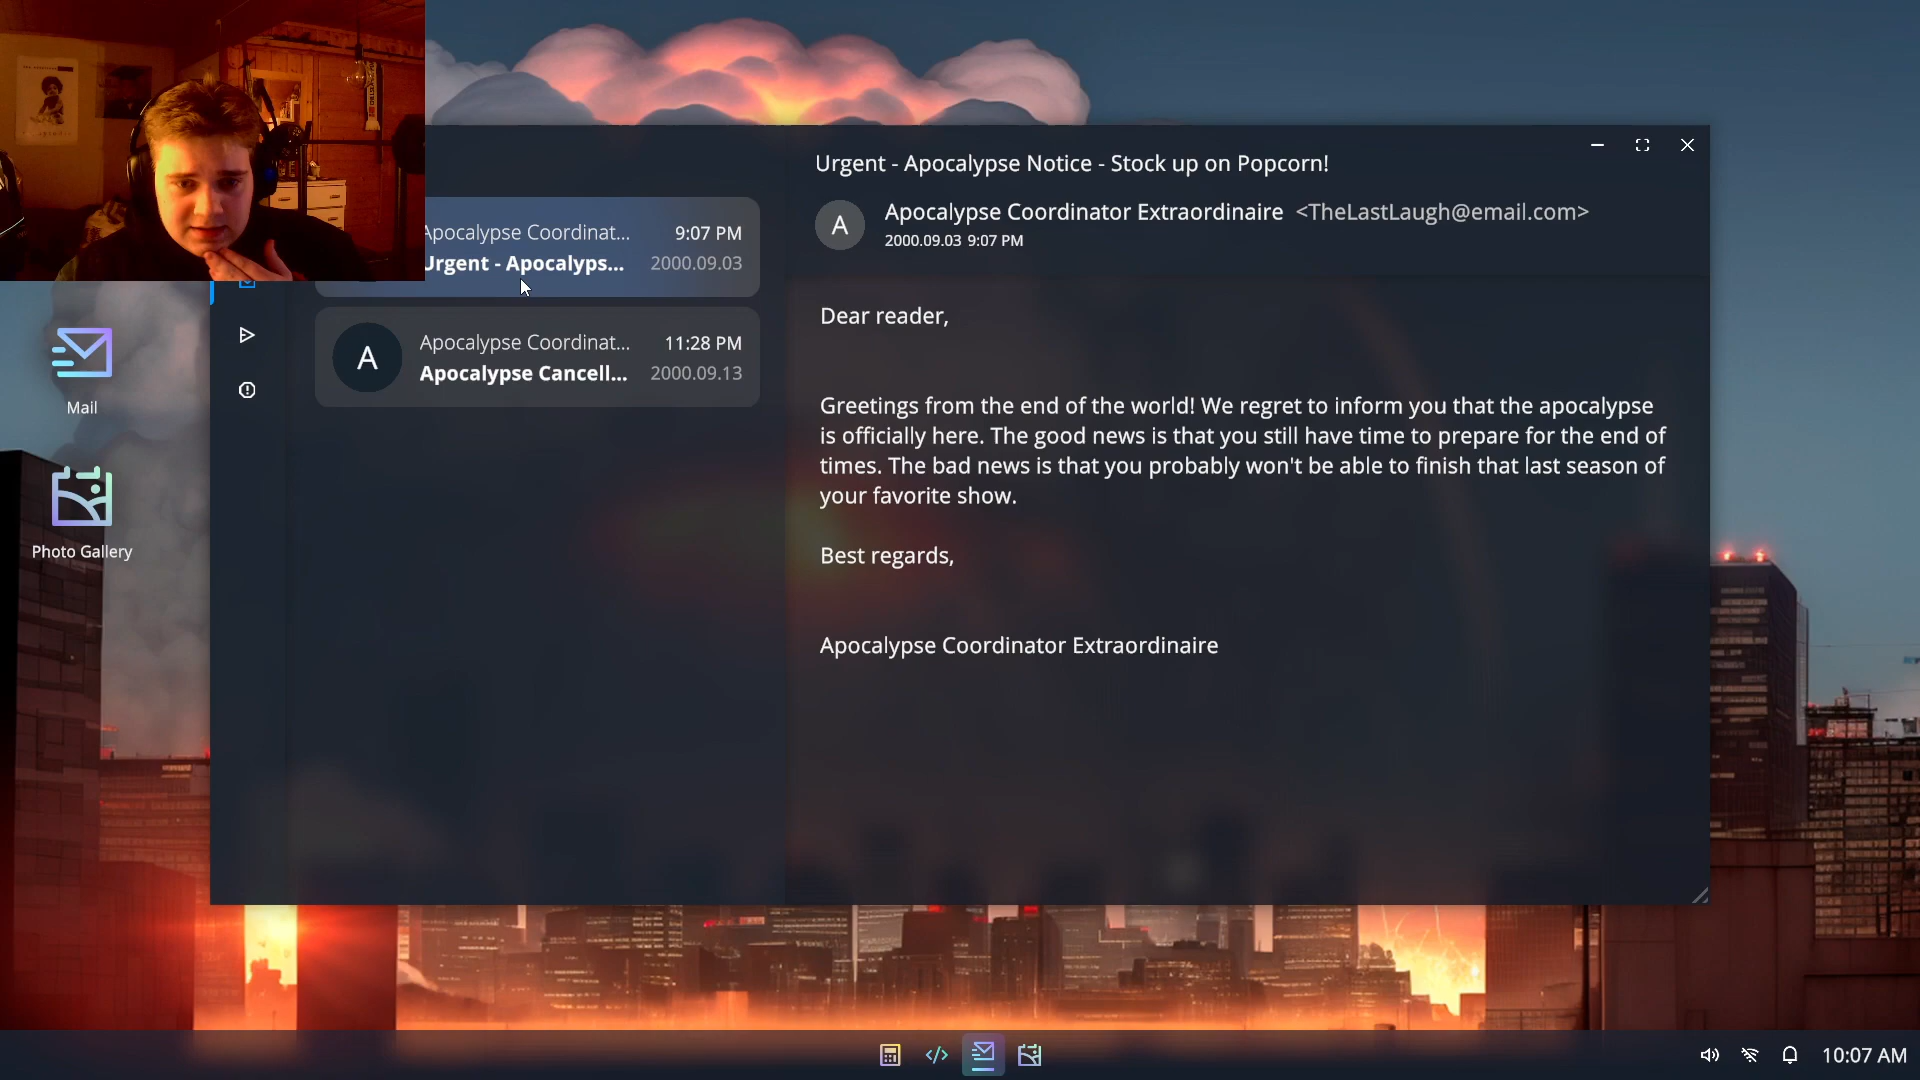 Urgent - Apocalypse Notice - Stock up on Popcorn!
Apocalypse Coordinator Extraordinaire <TheLastLaugh@email.com>
A
2000.09.03 9:07 PM
Apocalypse Coordinat... 9:07 PM
Urgent - Apocalyps... 2000.09.03
A
Apocalypse Coordinat... 11:28 PM
Apocalypse Cancell... 2000.09.13
Dear reader,
Greetings from the end of the world! We regret to inform you that the apocalypse
is officially here. The good news is that you still have time to prepare for the end of
times. The bad news is that you probably won't be able to finish that last season of
your favorite show.
Best regards,
Apocalypse Coordinator Extraordinaire
Mail
Photo Gallery
10:07 AM